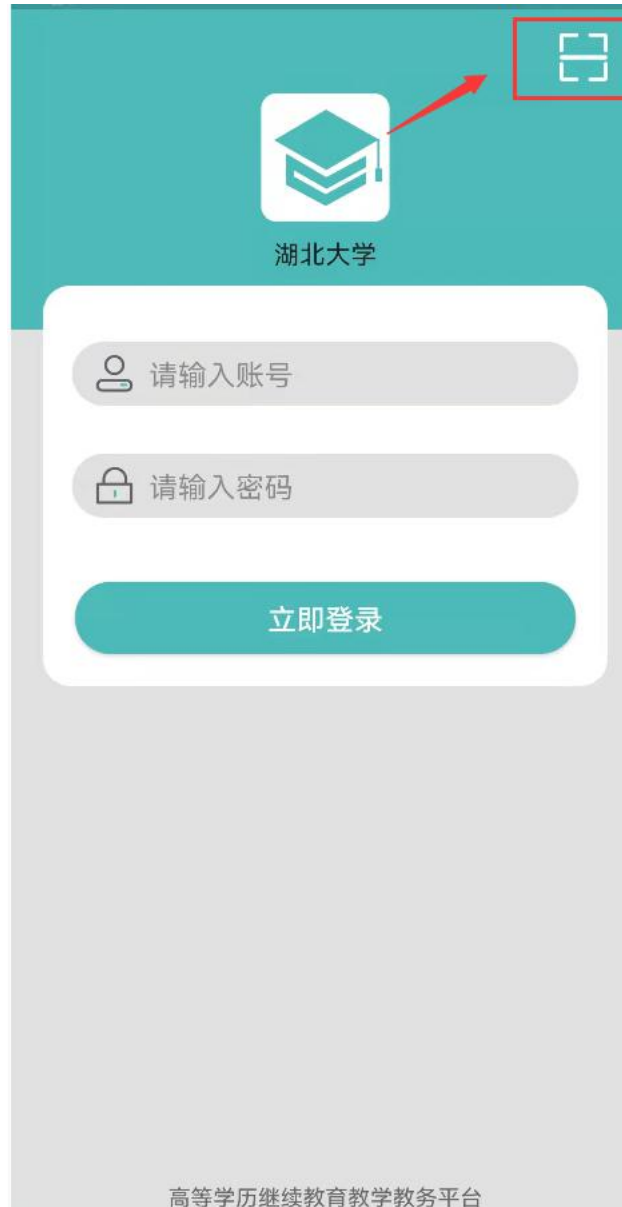 湖北大学
请输入账号
请输入密码
立即登录
高等学历继续教育教学教务平台